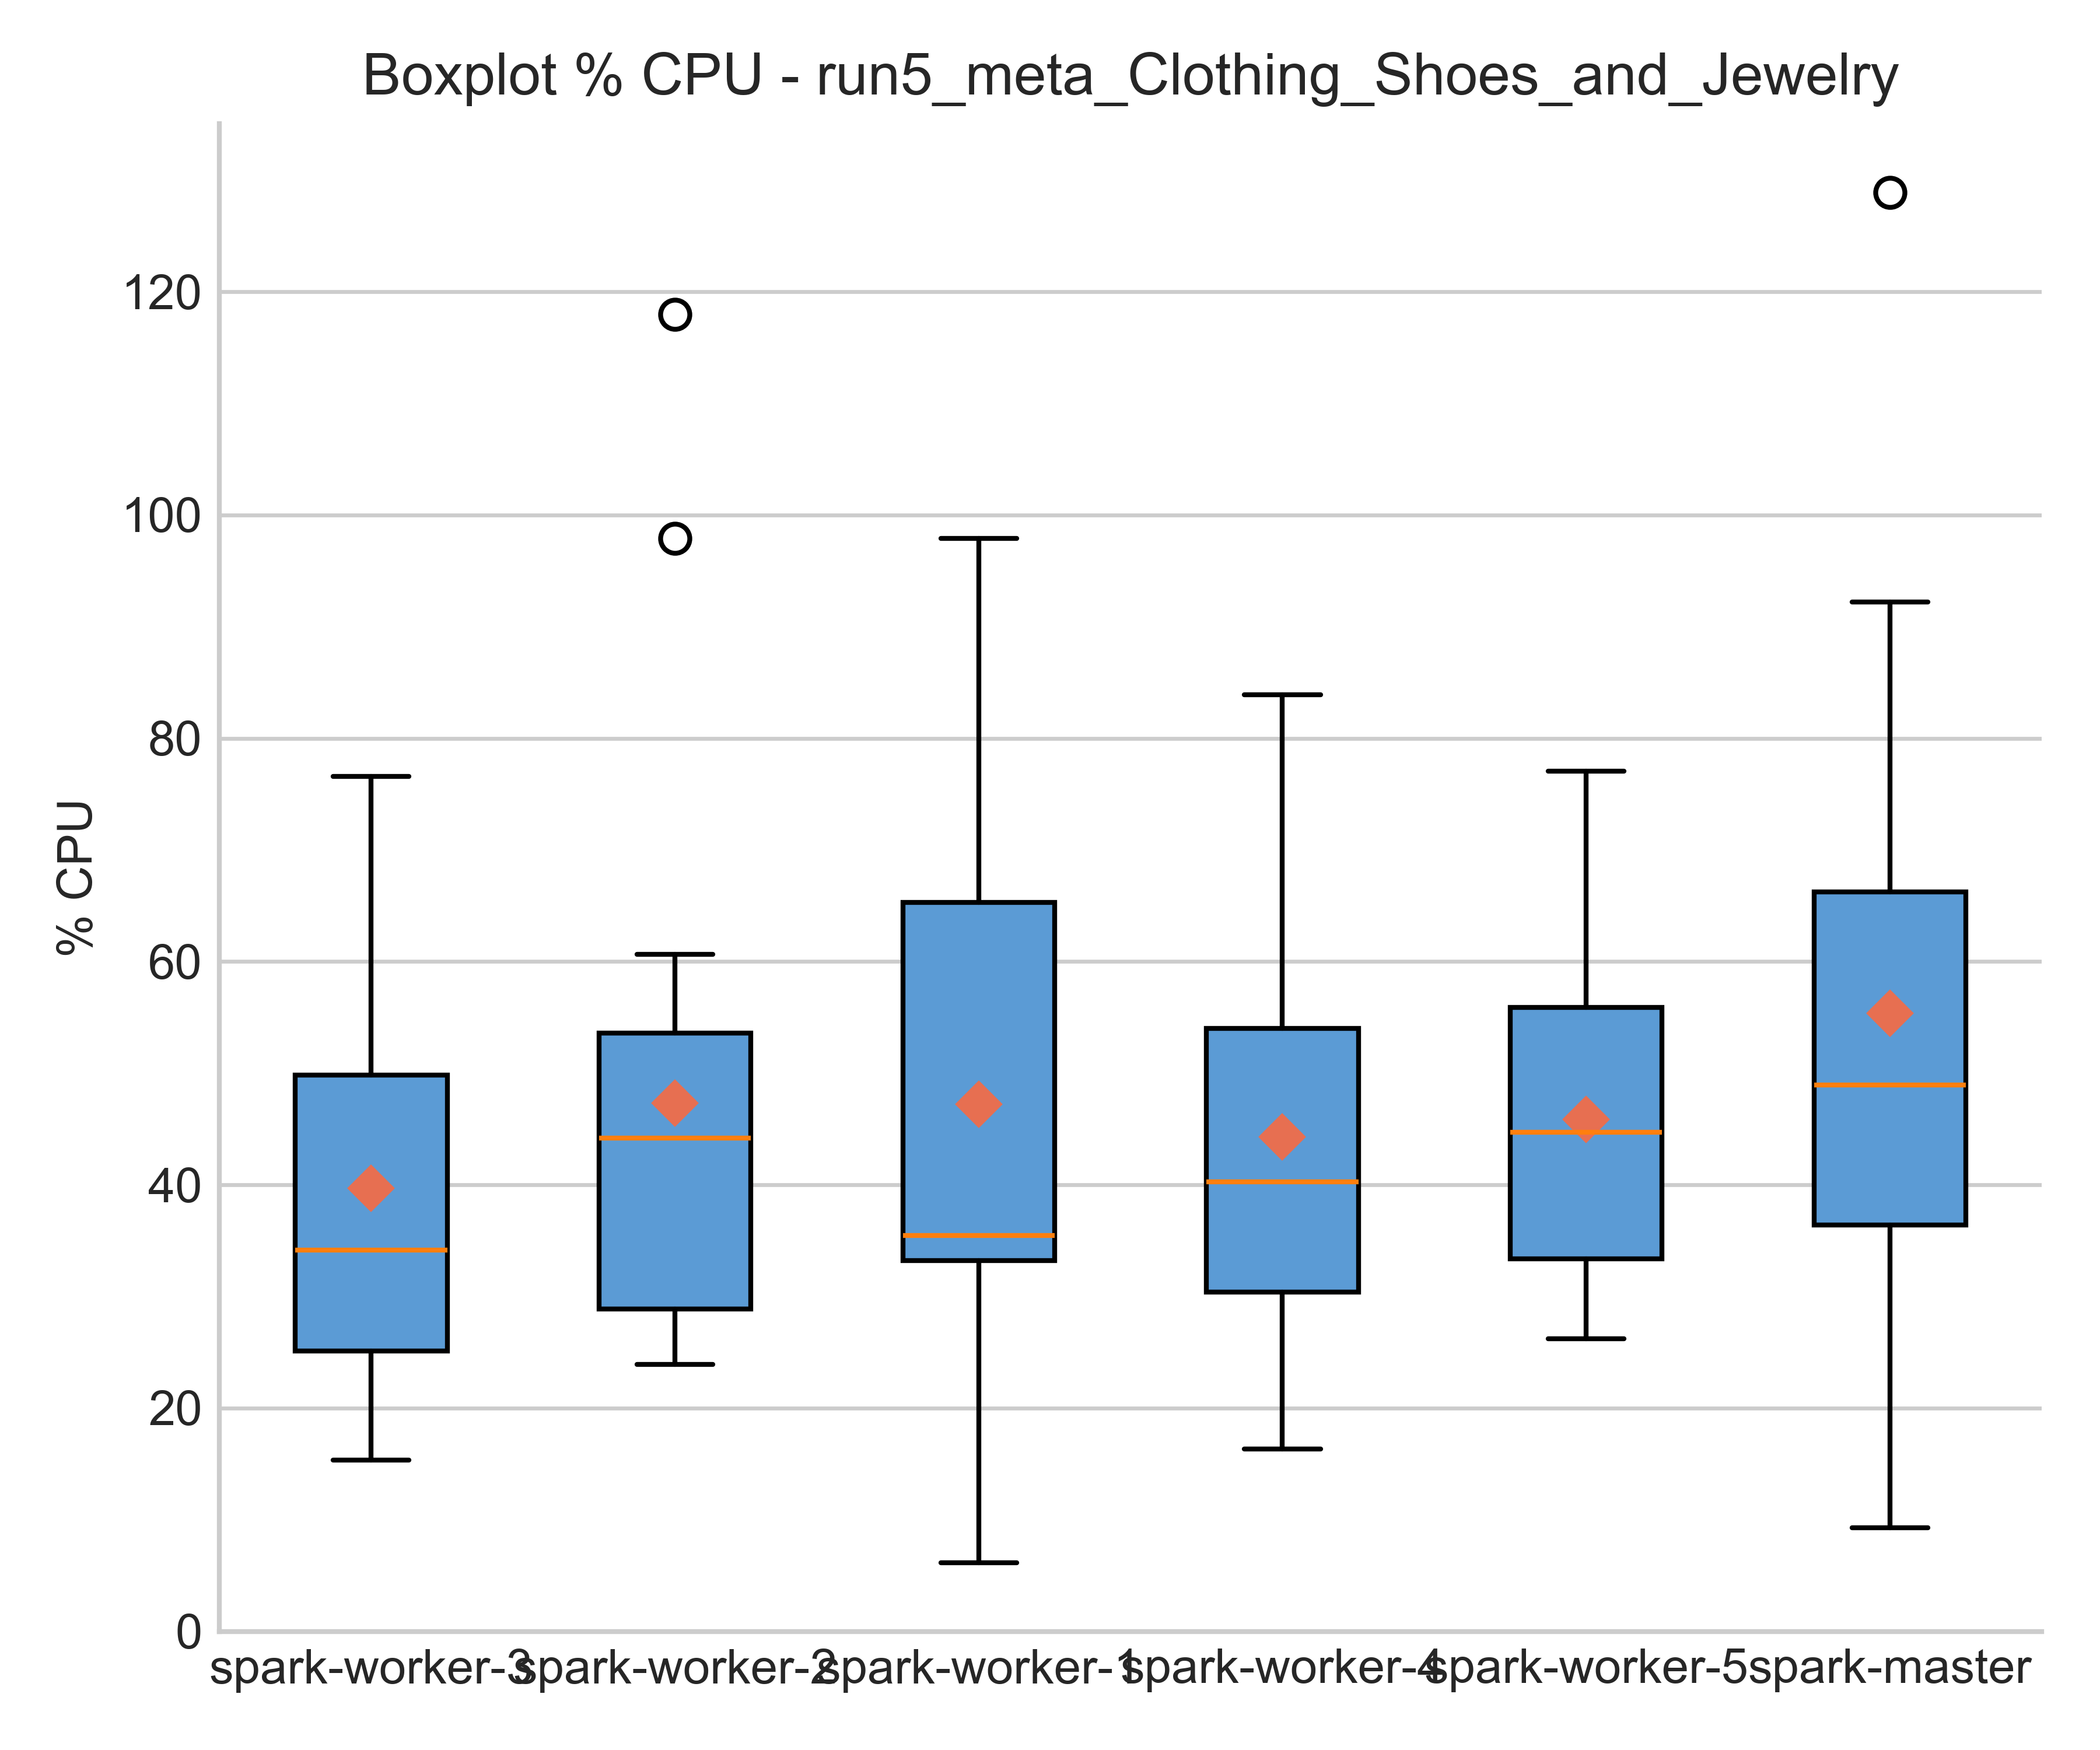 Boxplot % CPU - run5_meta_Clothing_Shoes_and_Jewelry
% CPU
120
100
80
60
40
20
0
spark-worker-3 spark-worker-2 spark-worker-1 spark-worker-4 spark-worker-5 spark-master